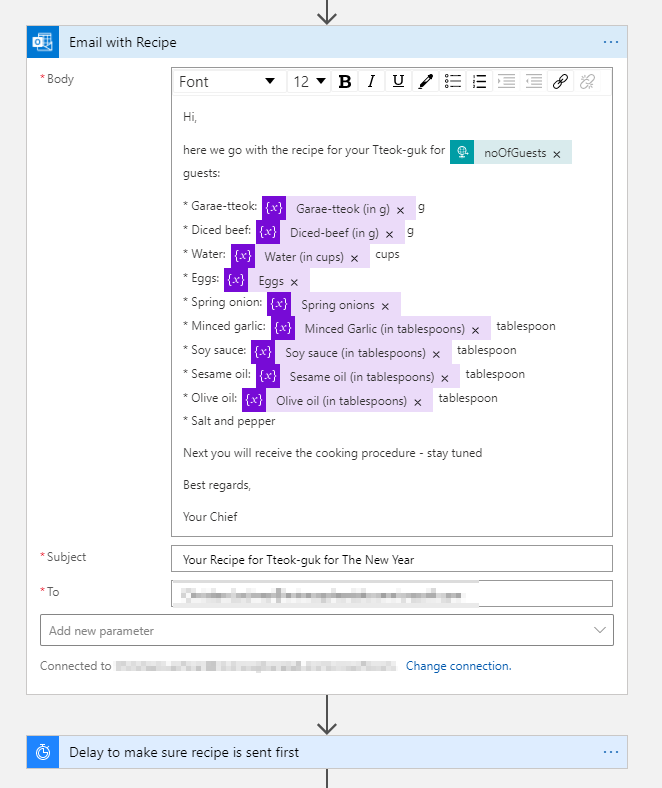 Email with Recipe
* Body
Font 12 B I U
Hi,
here we go with the recipe for your Tteok-guk for noOfGuests ×
guests:
* Garae-tteok: {x} Garae-tteok (in g) × g
* Diced beef: {x} Diced-beef (in g) × g
* Water: {x} Water (in cups) × cups
* Eggs: {x} Eggs ×
* Spring onion: {x} Spring onions ×
* Minced garlic: {x} Minced Garlic (in tablespoons) × tablespoon
* Soy sauce: {x} Soy sauce (in tablespoons) × tablespoon
* Sesame oil: {x} Sesame oil (in tablespoons) × tablespoon
* Olive oil: {x} Olive oil (in tablespoons) × tablespoon
* Salt and pepper
Next you will receive the cooking procedure - stay tuned
Best regards,
Your Chief
* Subject
Your Recipe for Tteok-guk for The New Year
* To
Add new parameter
Connected to Change connection.
Delay to make sure recipe is sent first